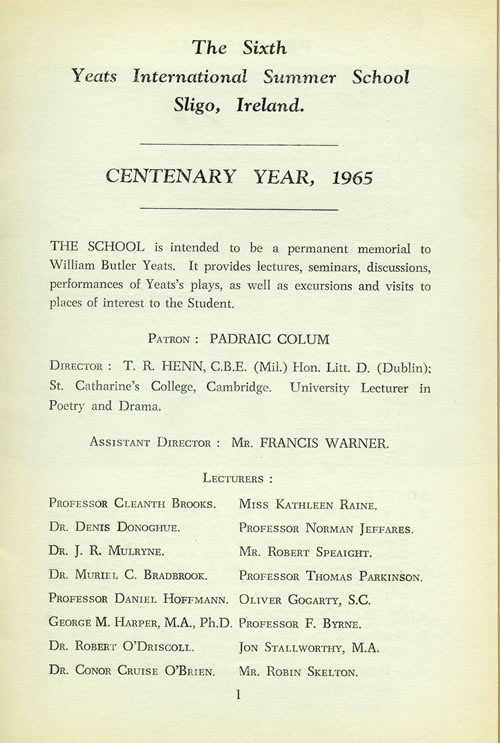 The Sixth
Yeats International Summer School
Sligo, Ireland.
CENTENARY YEAR, 1965
THE SCHOOL is intended to be a permanent memorial to
William Butler Yeats. It provides lectures, seminars, discussions,
performances of Yeats's plays, as well as excursions and visits to
places of interest to the Student.
Patron : PADRAIC COLUM
Director : T. R. HENN, C.B.E. (Mil.) Hon. Litt. D. (Dublin);
St. Catharine's College, Cambridge. University Lecturer in
Poetry and Drama.
Assistant Director : Mr. FRANCIS WARNER.
Lecturers :
Professor Cleanth Brooks. Miss Kathleen Raine.
Dr. Denis Donoghue. Professor Norman Jeffares.
Dr. J. R. Mulryne. Mr. Robert Speaight.
Dr. Muriel C. Bradbrook. Professor Thomas Parkinson.
Professor Daniel Hoffmann. Oliver Gogarty, S.C.
George M. Harper, M.A., Ph.D. Professor F. Byrne.
Dr. Robert O'Driscoll. Jon Stallworthy, M.A.
Dr. Conor Cruise O'Brien. Mr. Robin Skelton.
1